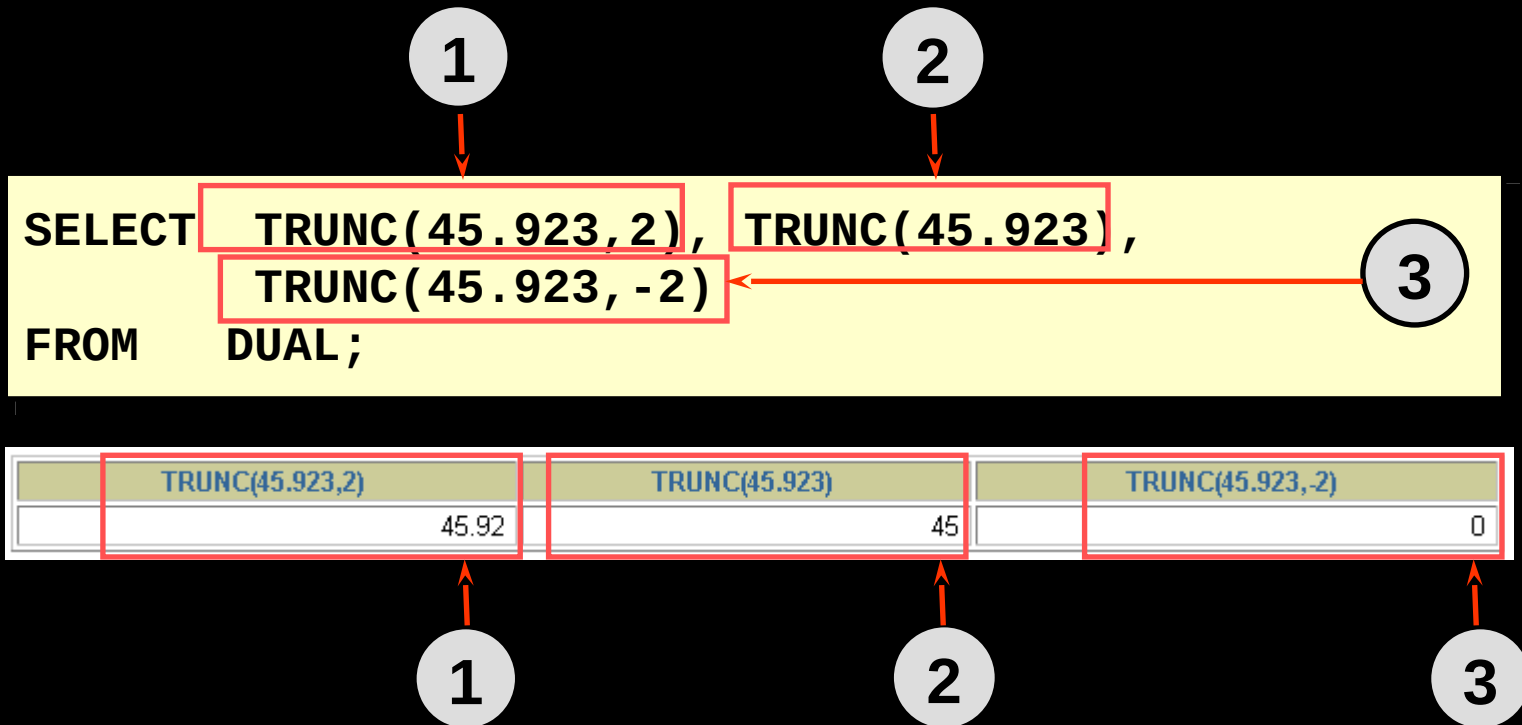 1 2
SELECT TRUNC(45.923,2), TRUNC(45.923),
TRUNC(45.923,-2)
3
FROM DUAL;
TRUNC(45.923,2) TRUNC(45.923) TRUNC(45.923,-2)
45.92 45 0
1 2 3